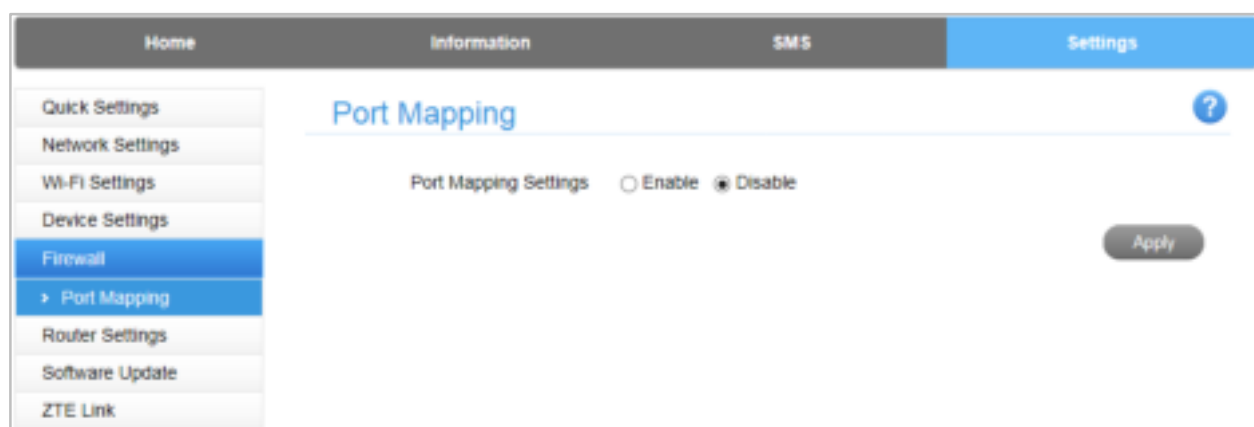 Home Information SMS Settings
Quick Settings
Network Settings
Wi-Fi Settings
Device Settings
Firewall
> Port Mapping
Router Settings
Software Update
ZTE Link
Port Mapping ?
Port Mapping Settings Enable Disable
Apply